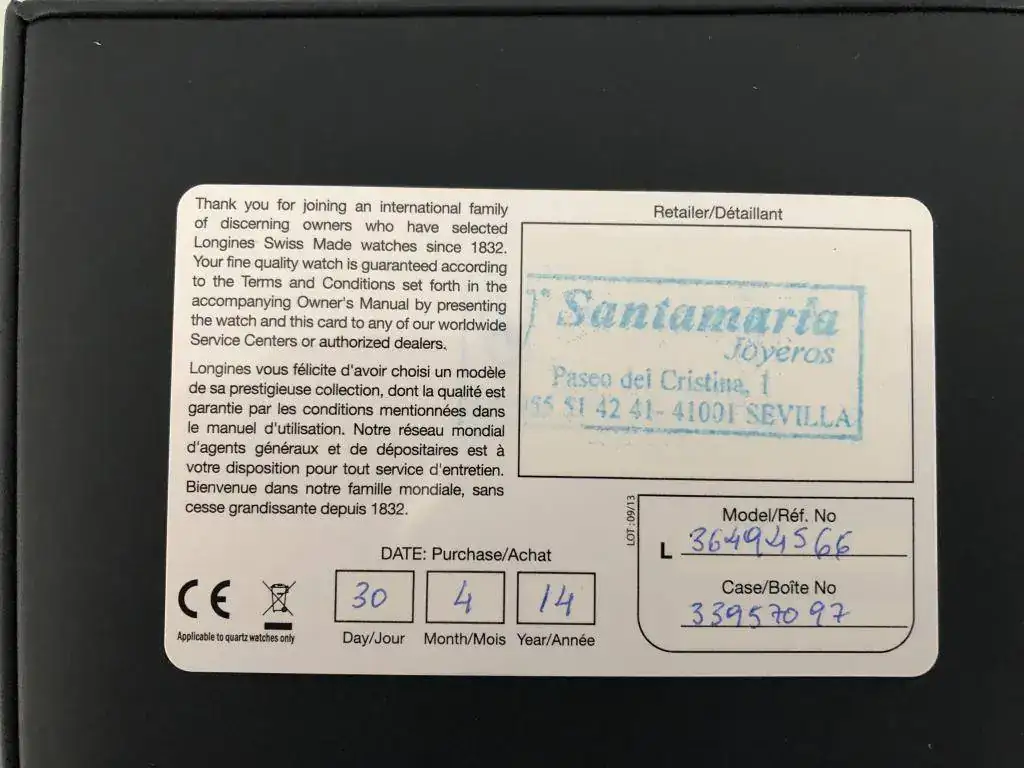 Thank you for joining an international family
of discerning owners who have selected
Longines Swiss Made watches since 1832.
Your fine quality watch is guaranteed according
to the Terms and Conditions set forth in the
accompanying Owner's Manual by presenting
the watch and this card to any of our worldwide
Service Centers or authorized dealers.
Longines vous félicite d'avoir choisi un modèle
de sa prestigieuse collection, dont la qualité est
garantie par les conditions mentionnées dans
le manuel d'utilisation. Notre réseau mondial
d'agents généraux et de dépositaires est à
votre disposition pour tout service d'entretien.
Bienvenue dans notre famille mondiale, sans
cesse grandissante depuis 1832.
Retailer/Détaillant
Santamaria
Joyeros
Paseo del Cristina, 1
55 51 42 41- 41001 SEVILLA
DATE: Purchase/Achat
30 4 14
Day/Jour Month/Mois Year/Année
CE
Applicable to quartz watches only
LOT: 09/13
Model/Réf. No
L 36494566
Case/Boîte No
33957097